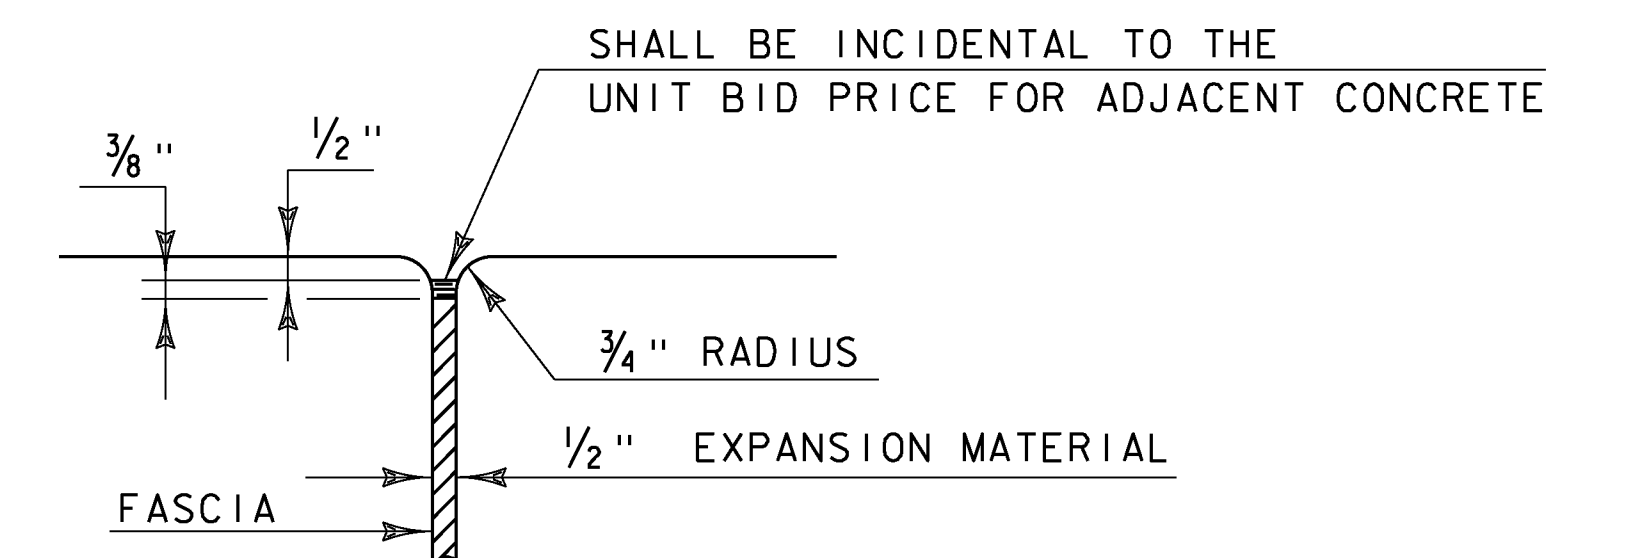 SHALL BE INCIDENTAL TO THE
UNIT BID PRICE FOR ADJACENT CONCRETE
3/8"
1/2"
3/4" RADIUS
1/2" EXPANSION MATERIAL
FASCIA